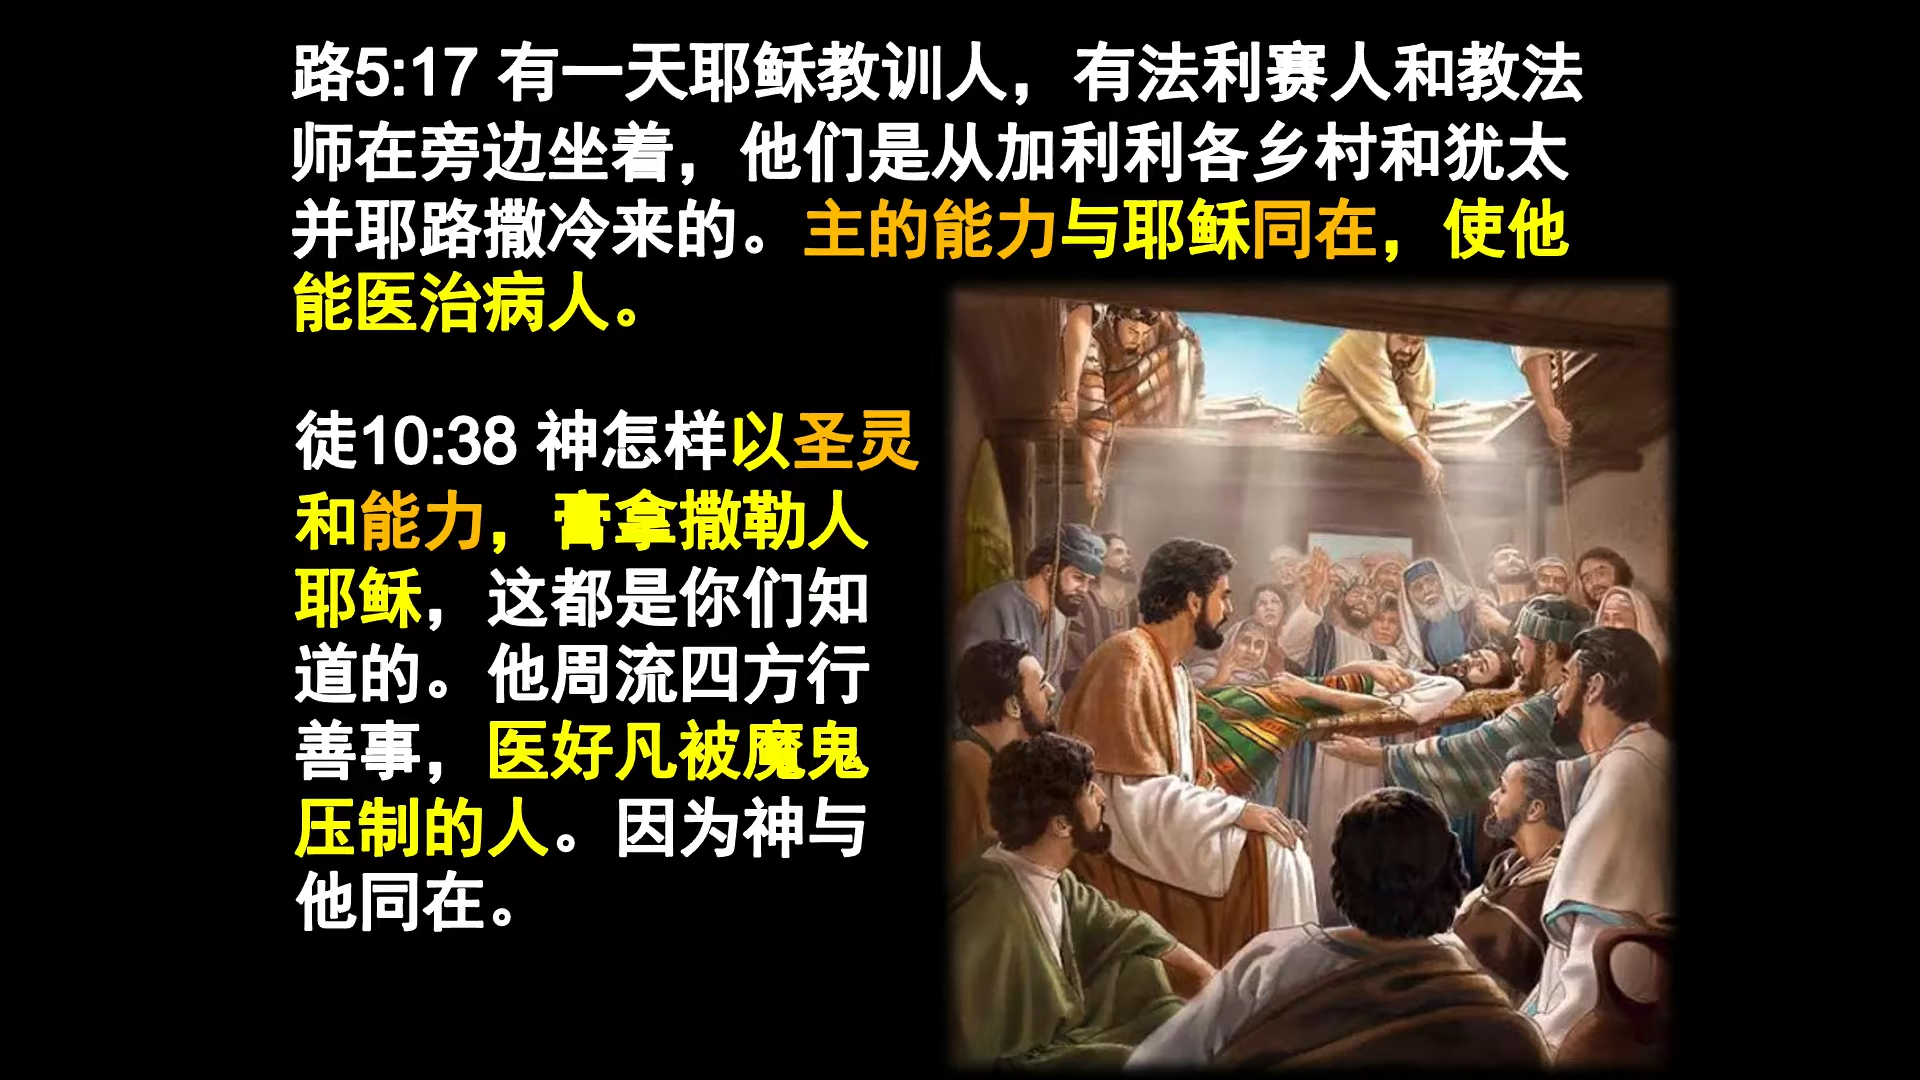 路5:17 有一天耶稣教训人，有法利赛人和教法
师在旁边坐着，他们是从加利利各乡村和犹太
并耶路撒冷来的。主的能力与耶稣同在，使他
能医治病人。
徒10:38 神怎样以圣灵
和能力，膏拿撒勒人
耶稣，这都是你们知
道的。他周流四方行
善事，医好凡被魔鬼
压制的人。因为神与
他同在。